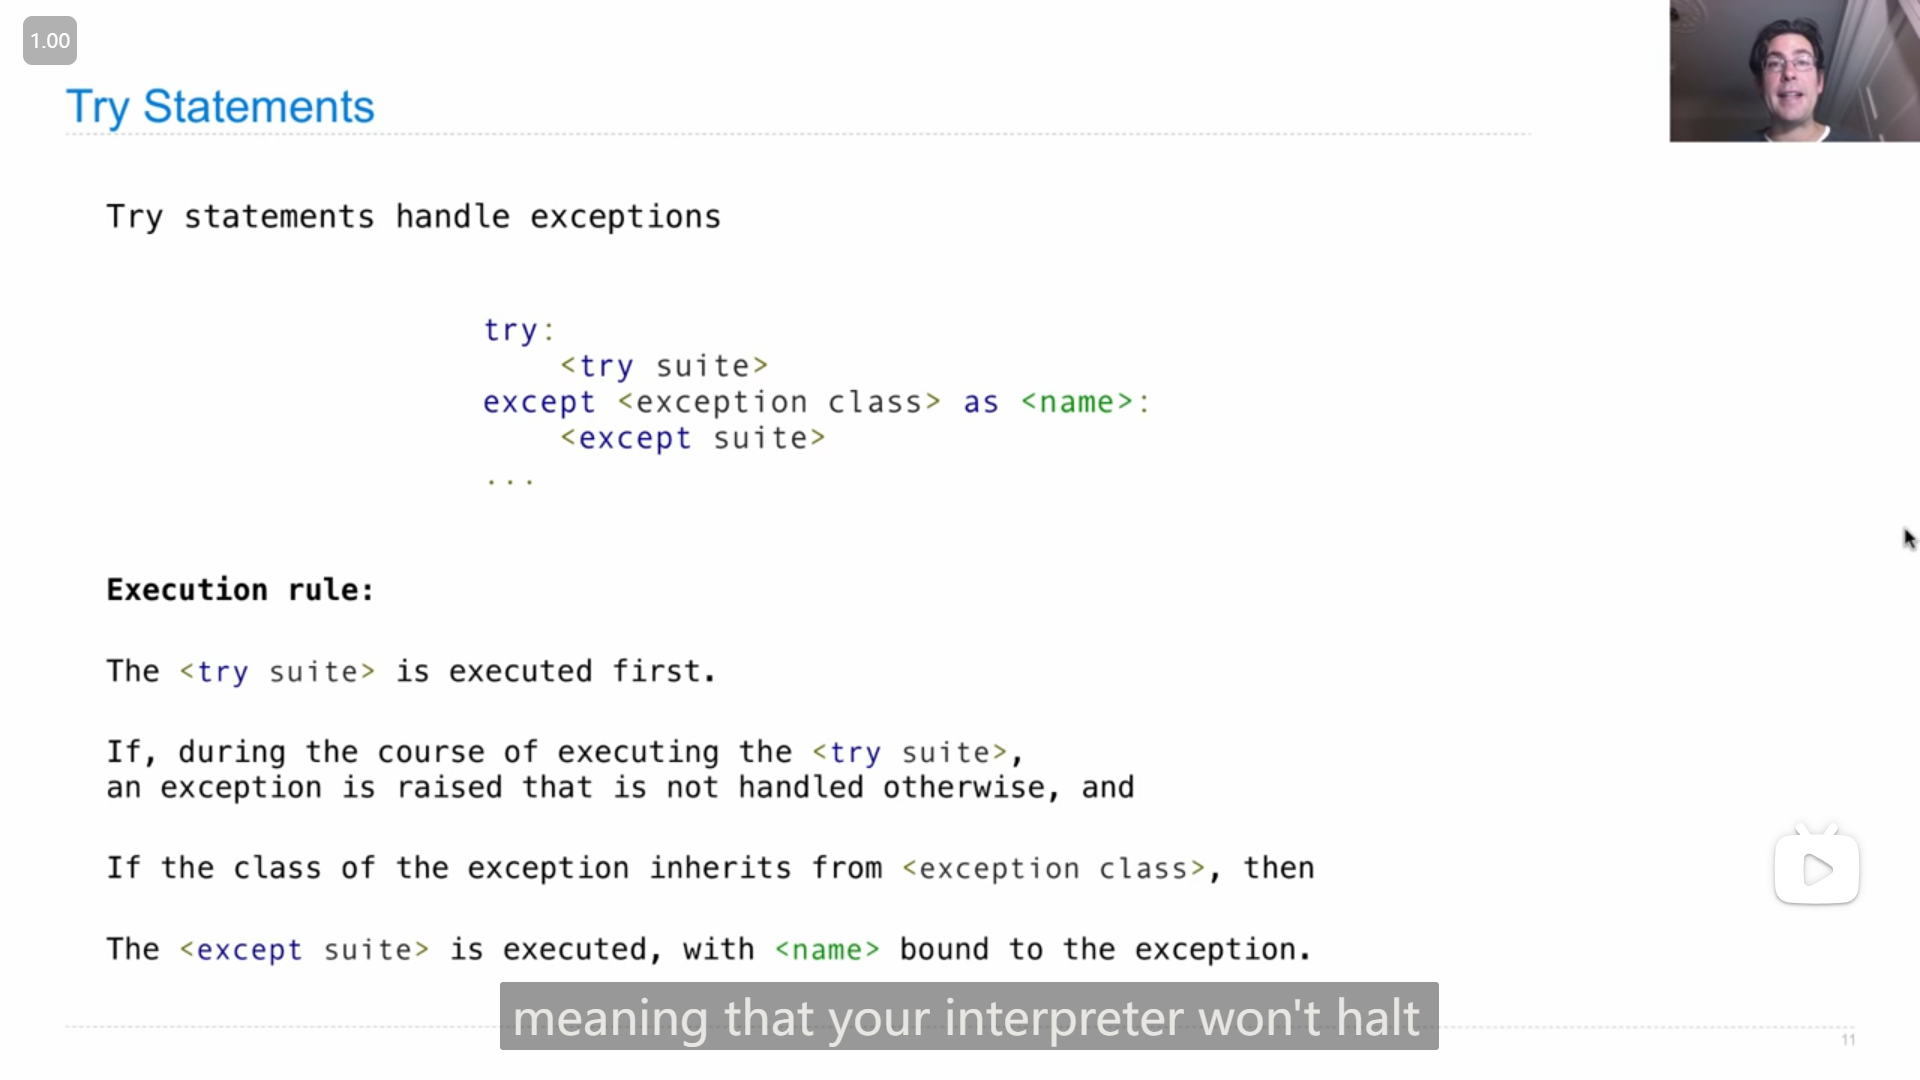 1.00
Try Statements
Try statements handle exceptions
try:
    <try suite>
except <exception class> as <name>:
    <except suite>
...
Execution rule:
The <try suite> is executed first.
If, during the course of executing the <try suite>,
an exception is raised that is not handled otherwise, and
If the class of the exception inherits from <exception class>, then
The <except suite> is executed, with <name> bound to the exception.
meaning that your interpreter won't halt
11